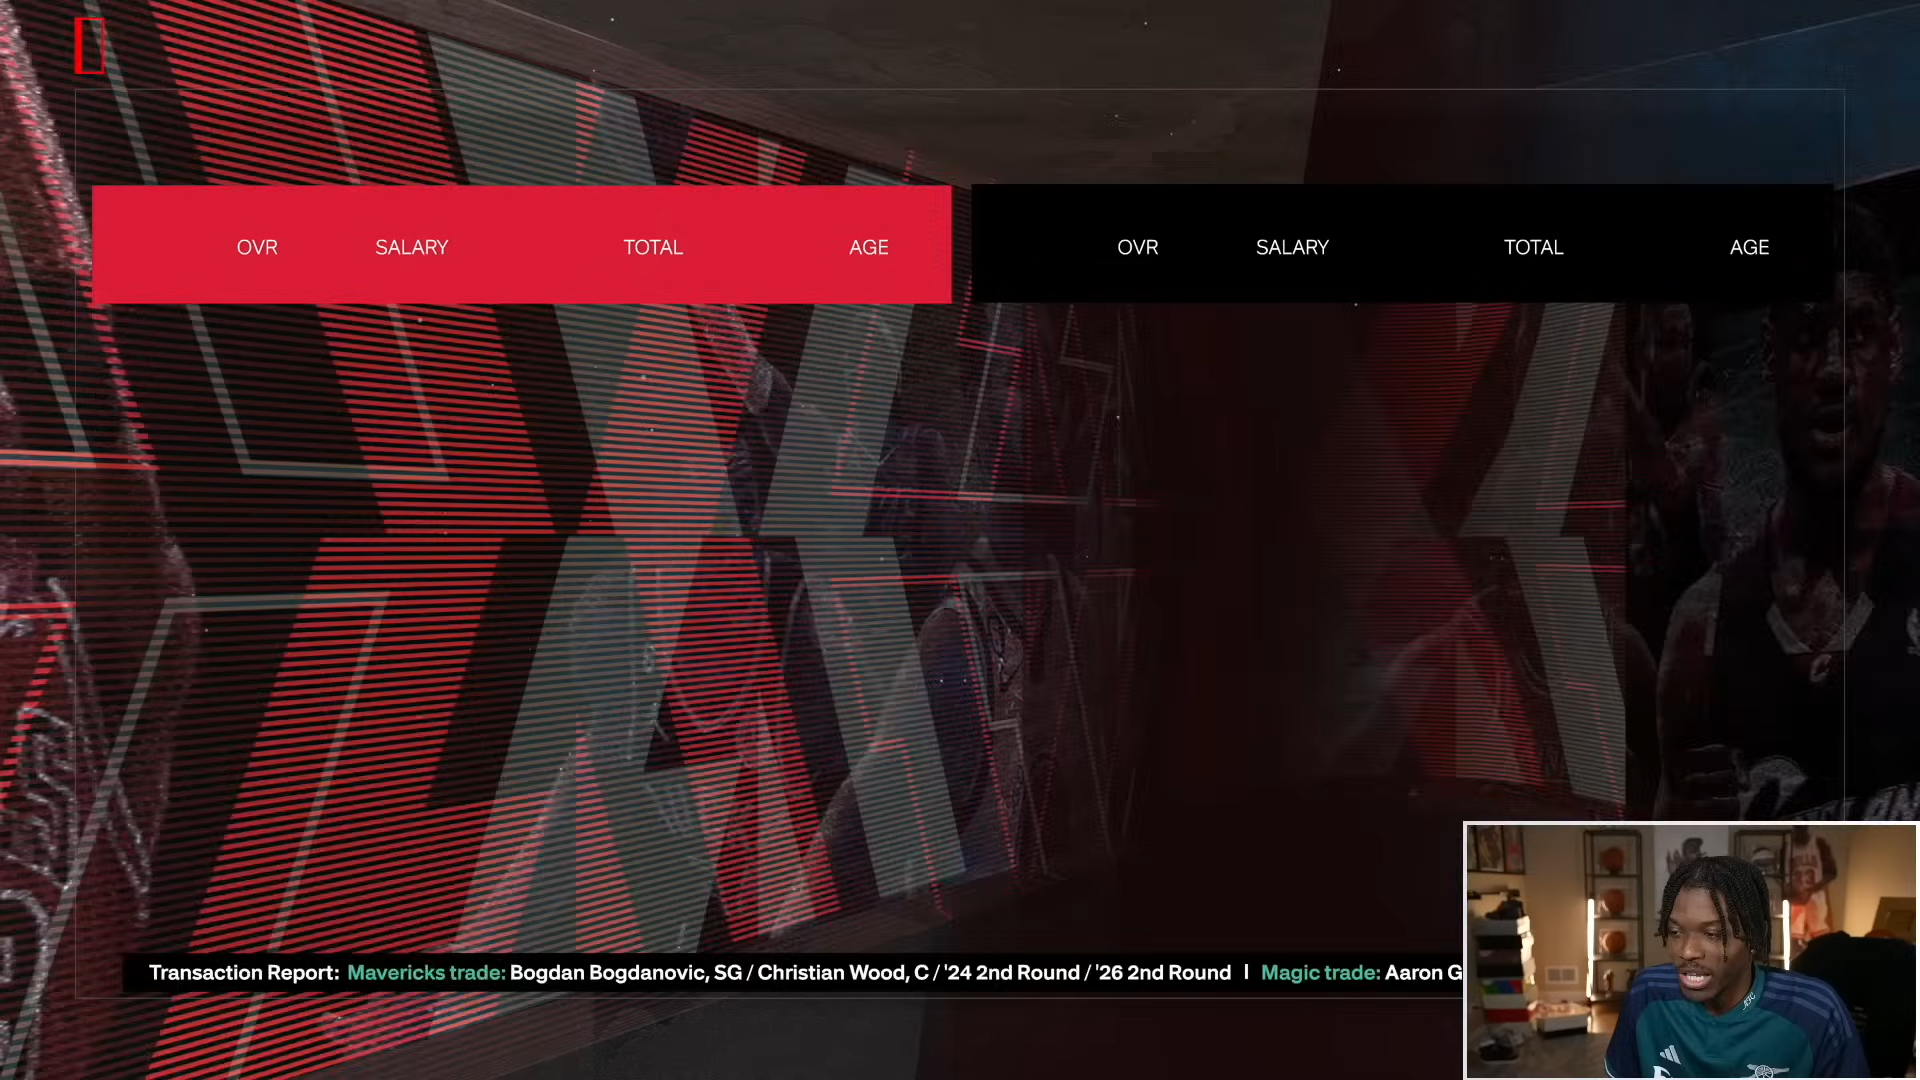 OVR SALARY TOTAL AGE
OVR SALARY TOTAL AGE
Transaction Report: Mavericks trade: Bogdan Bogdanovic, SG / Christian Wood, C / '24 2nd Round / '26 2nd Round | Magic trade: Aaron G